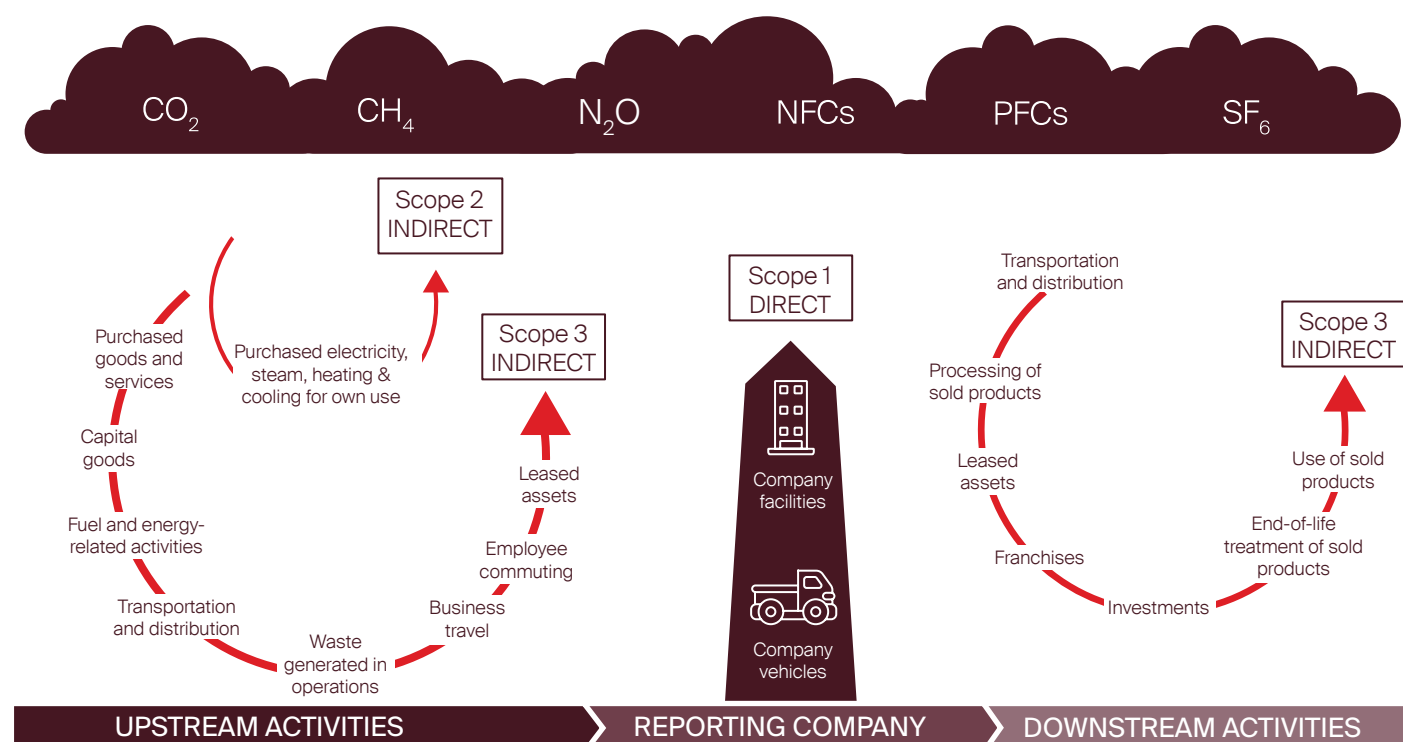 CO2
CH4
N2O
NFCs
PFCs
SF6
Scope 2
INDIRECT
Purchased electricity,
steam, heating &
cooling for own use
Scope 3
INDIRECT
Purchased
goods and
services
Capital
goods
Fuel and energy-
related activities
Transportation
and distribution
Waste
generated in
operations
Business
travel
Employee
commuting
Leased
assets
Scope 1
DIRECT
Company
facilities
Company
vehicles
Transportation
and distribution
Processing of
sold products
Leased
assets
Franchises
Investments
End-of-life
treatment of sold
products
Use of sold
products
Scope 3
INDIRECT
UPSTREAM ACTIVITIES
REPORTING COMPANY
DOWNSTREAM ACTIVITIES